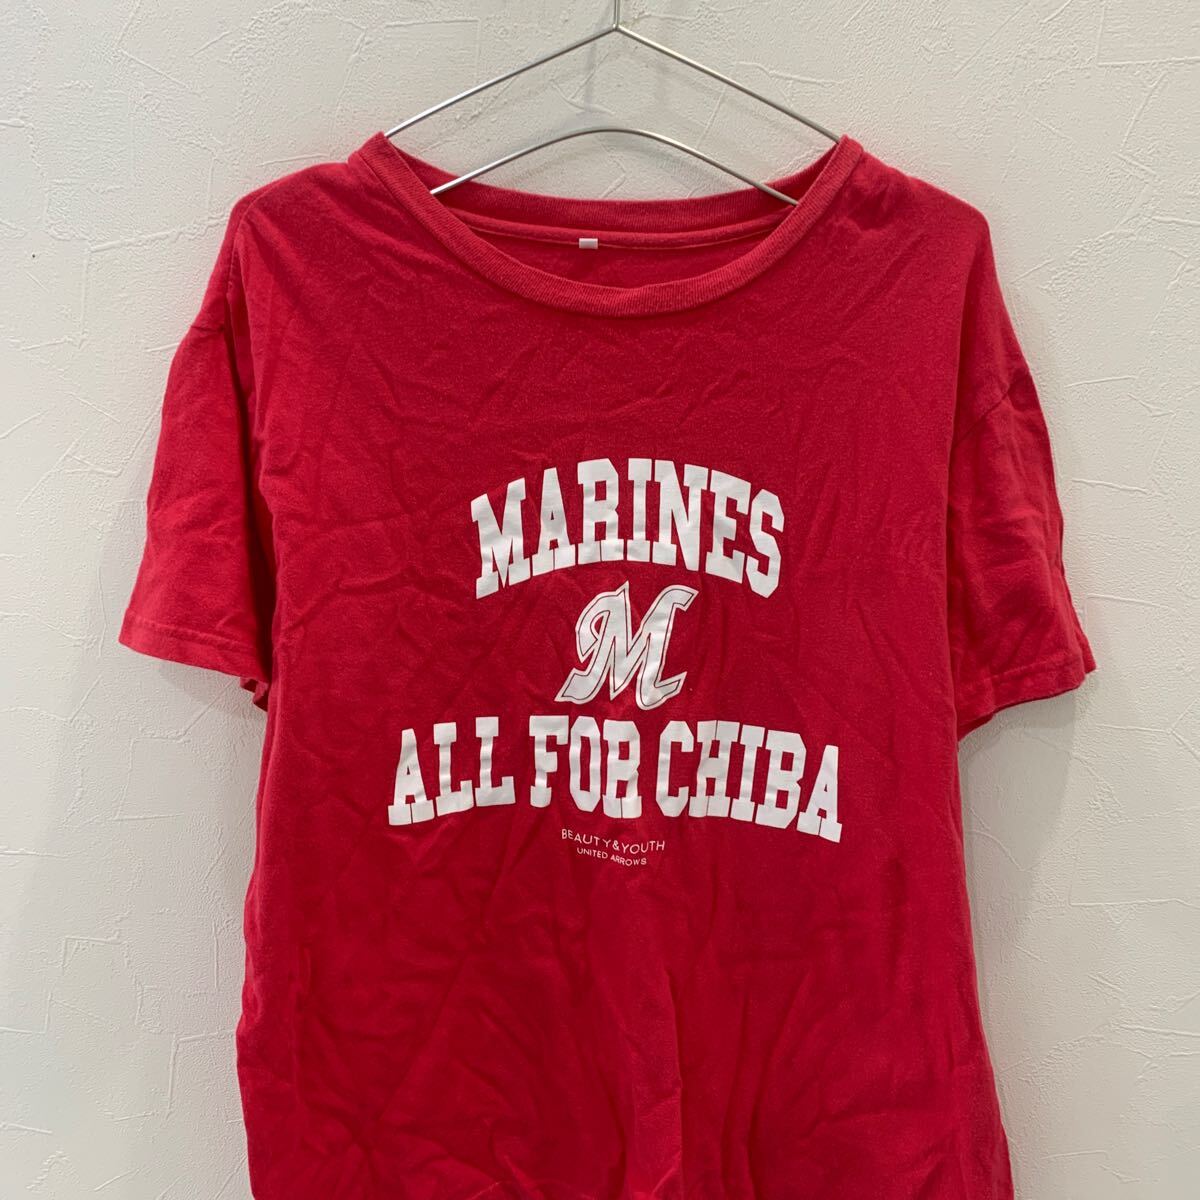 MARINES
M
ALL FOR CHIBA
BEAUTY&YOUTH
UNITED ARROWS